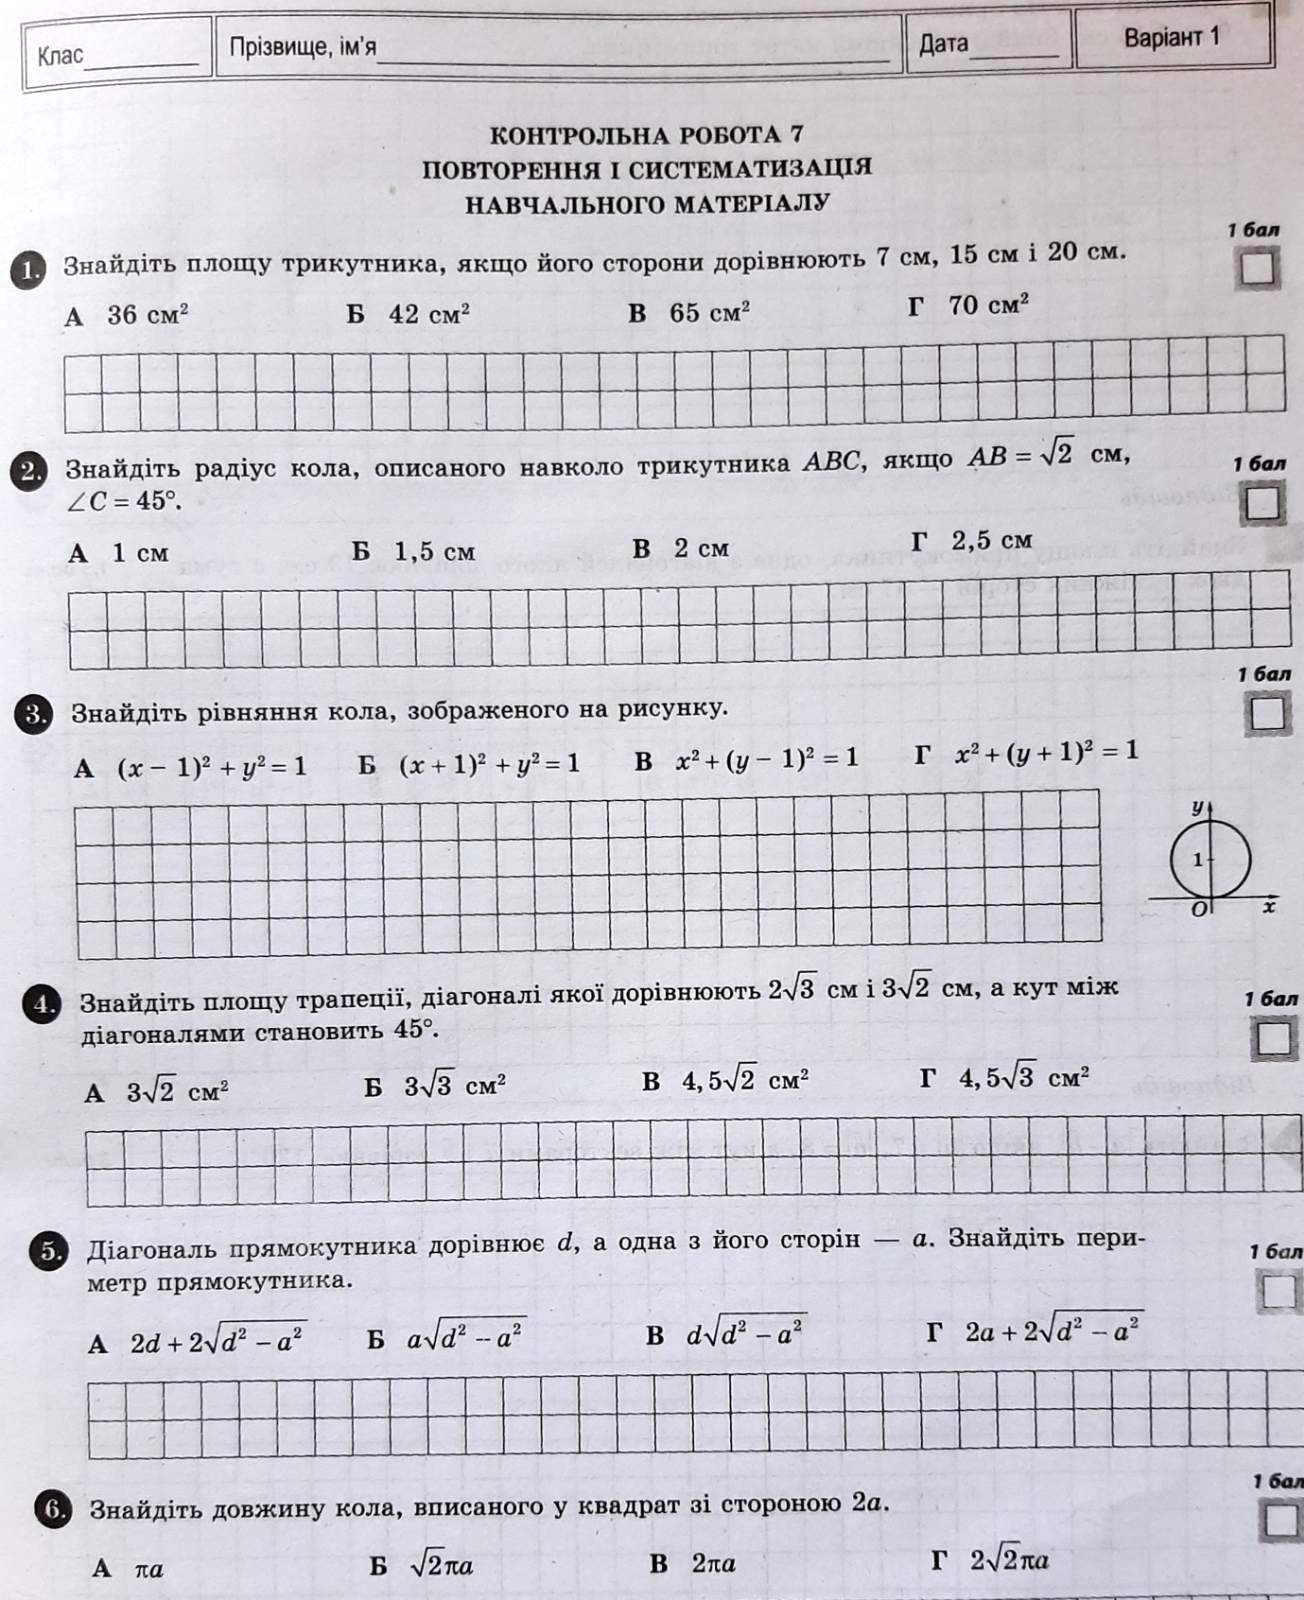 Клас Прізвище, ім'я Дата Варіант 1
КОНТРОЛЬНА РОБОТА 7
ПОВТОРЕННЯ І СИСТЕМАТИЗАЦІЯ
НАВЧАЛЬНОГО МАТЕРІАЛУ
1 бал
1. Знайдіть площу трикутника, якщо його сторони дорівнюють 7 см, 15 см і 20 см.
А 36 см² Б 42 см² В 65 см² Г 70 см²
2. Знайдіть радіус кола, описаного навколо трикутника ABC, якщо AB = √2 см,
1 бал
∠C = 45°.
А 1 см Б 1,5 см В 2 см Г 2,5 см
1 бал
3. Знайдіть рівняння кола, зображеного на рисунку.
А (x − 1)² + y² = 1 Б (x + 1)² + y² = 1 В x² + (y − 1)² = 1 Г x² + (y + 1)² = 1
y
1
O x
4. Знайдіть площу трапеції, діагоналі якої дорівнюють 2√3 см і 3√2 см, а кут між
1 бал
діагоналями становить 45°.
А 3√2 см² Б 3√3 см² В 4,5√2 см² Г 4,5√3 см²
5. Діагональ прямокутника дорівнює d, а одна з його сторін — a. Знайдіть пери-
1 бал
метр прямокутника.
А 2d + 2√(d² − a²) Б a√(d² − a²) В d√(d² − a²) Г 2a + 2√(d² − a²)
1 бал
6. Знайдіть довжину кола, вписаного у квадрат зі стороною 2a.
А πa Б √2πa В 2πa Г 2√2πa